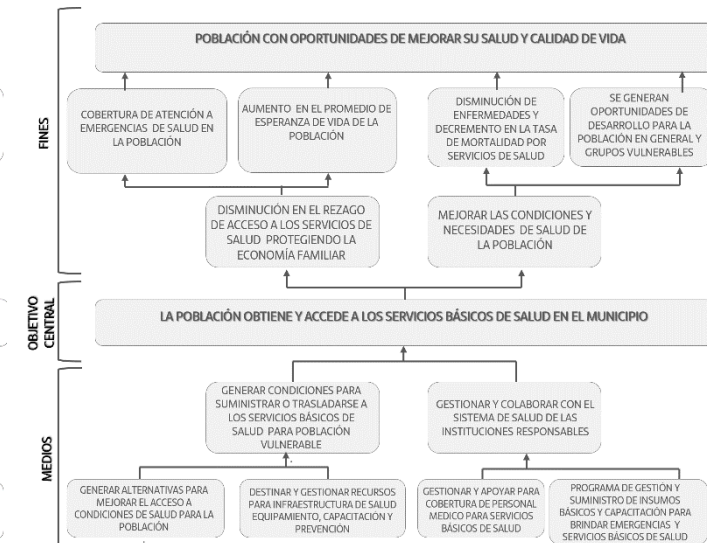 POBLACIÓN CON OPORTUNIDADES DE MEJORAR SU SALUD Y CALIDAD DE VIDA
FINES
COBERTURA DE ATENCIÓN A
EMERGENCIAS DE SALUD EN
LA POBLACIÓN
AUMENTO EN EL PROMEDIO DE
ESPERANZA DE VIDA DE LA
POBLACIÓN
DISMINUCIÓN DE
ENFERMEDADES Y
DECREMENTO EN LA TASA
DE MORTALIDAD POR
SERVICIOS DE SALUD
SE GENERAN
OPORTUNIDADES DE
DESARROLLO PARA LA
POBLACIÓN EN GENERAL Y
GRUPOS VULNERABLES
DISMINUCIÓN EN EL REZAGO
DE ACCESO A LOS SERVICIOS DE
SALUD PROTEGIENDO LA
ECONOMÍA FAMILIAR
MEJORAR LAS CONDICIONES Y
NECESIDADES DE SALUD DE
LA POBLACIÓN
OBJETIVO
CENTRAL
LA POBLACIÓN OBTIENE Y ACCEDE A LOS SERVICIOS BÁSICOS DE SALUD EN EL MUNICIPIO
MEDIOS
GENERAR CONDICIONES PARA
SUMINISTRAR O TRASLADARSE A
LOS SERVICIOS BÁSICOS DE
SALUD PARA POBLACIÓN
VULNERABLE
GESTIONAR Y COLABORAR CON EL
SISTEMA DE SALUD DE LAS
INSTITUCIONES RESPONSABLES
GENERAR ALTERNATIVAS PARA
MEJORAR EL ACCESO A
CONDICIONES DE SALUD PARA LA
POBLACIÓN
DESTINAR Y GESTIONAR RECURSOS
PARA INFRAESTRUCTURA DE SALUD
EQUIPAMIENTO, CAPACITACIÓN Y
PREVENCIÓN
GESTIONAR Y APOYAR PARA
COBERTURA DE PERSONAL
MEDICO PARA SERVICIOS
BÁSICOS DE SALUD
PROGRAMA DE GESTIÓN Y
SUMINISTRO DE INSUMOS
BÁSICOS Y CAPACITACIÓN PARA
BRINDAR EMERGENCIAS Y
SERVICIOS BÁSICOS DE SALUD